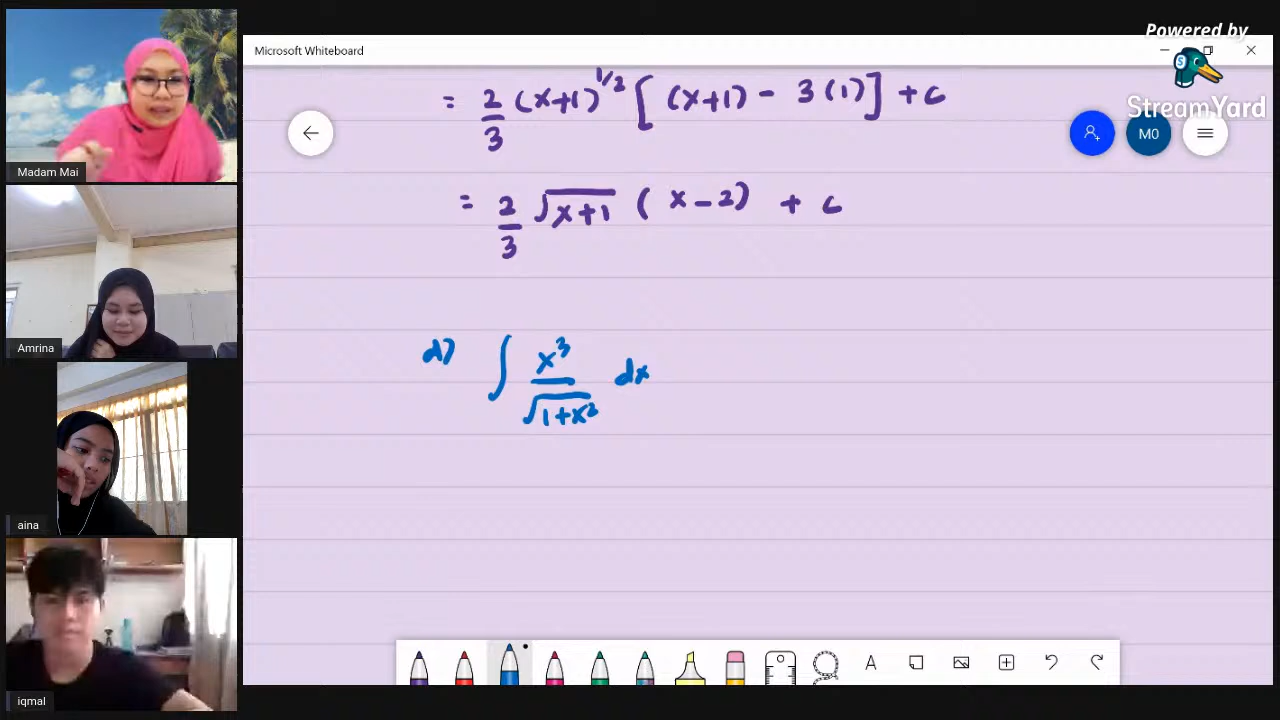 Powered by
StreamYard
Microsoft Whiteboard
M0
= 2/3 (x+1)^1/2 [(x+1) - 3(1)] + c
= 2/3 √x+1 (x-2) + c
d) ∫ x³/√1+x² dx
A
Madam Mai
Amrina
aina
iqmal